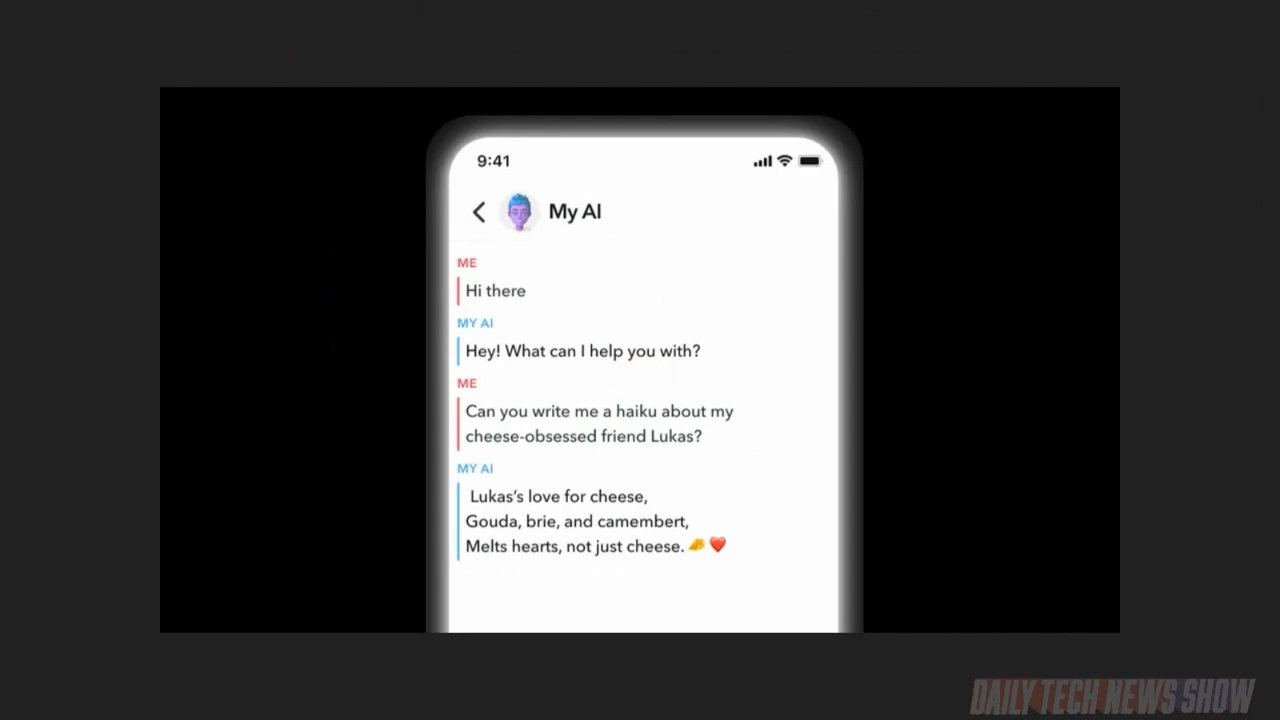 9:41
My AI
ME
Hi there
MY AI
Hey! What can I help you with?
ME
Can you write me a haiku about my
cheese-obsessed friend Lukas?
MY AI
Lukas’s love for cheese,
Gouda, brie, and camembert,
Melts hearts, not just cheese. 🧀 ❤️
DAILY TECH NEWS SHOW